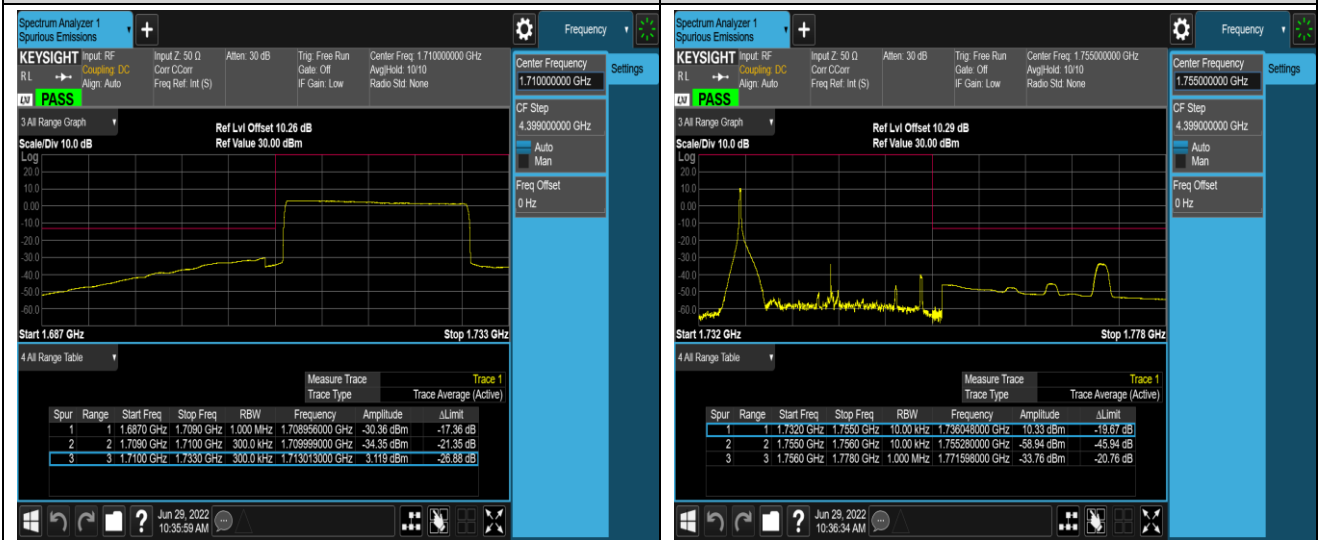 Spectrum Analyzer 1
Spurious Emissions
+
Frequency
KEYSIGHT Input: RF Input Z: 50 Ω Atten: 30 dB Trig: Free Run Center Freq: 1.710000000 GHz
RL Coupling: DC Corr CCorr Gate: Off Avg|Hold: 10/10
Align: Auto Freq Ref: Int (S) IF Gain: Low Radio Std: None
LXI PASS
Center Frequency
1.710000000 GHz
Settings
CF Step
4.399000000 GHz
Auto
Man
Freq Offset
0 Hz
3 All Range Graph
Ref Lvl Offset 10.26 dB
Scale/Div 10.0 dB Ref Value 30.00 dBm
Log
20.0
10.0
0.00
-10.0
-20.0
-30.0
-40.0
-50.0
-60.0
Start 1.687 GHz Stop 1.733 GHz
4 All Range Table
Measure Trace Trace 1
Trace Type Trace Average (Active)
Spur Range Start Freq Stop Freq RBW Frequency Amplitude ΔLimit
1 1 1.6870 GHz 1.7090 GHz 1.000 MHz 1.708956000 GHz -30.36 dBm -17.36 dB
2 2 1.7090 GHz 1.7100 GHz 300.0 kHz 1.709999000 GHz -34.35 dBm -21.35 dB
3 3 1.7100 GHz 1.7330 GHz 300.0 kHz 1.713013000 GHz 3.119 dBm -26.88 dB
?
Jun 29, 2022
10:35:59 AM
Spectrum Analyzer 1
Spurious Emissions
+
Frequency
KEYSIGHT Input: RF Input Z: 50 Ω Atten: 30 dB Trig: Free Run Center Freq: 1.755000000 GHz
RL Coupling: DC Corr CCorr Gate: Off Avg|Hold: 10/10
Align: Auto Freq Ref: Int (S) IF Gain: Low Radio Std: None
LXI PASS
Center Frequency
1.755000000 GHz
Settings
CF Step
4.399000000 GHz
Auto
Man
Freq Offset
0 Hz
3 All Range Graph
Ref Lvl Offset 10.29 dB
Scale/Div 10.0 dB Ref Value 30.00 dBm
Log
20.0
10.0
0.00
-10.0
-20.0
-30.0
-40.0
-50.0
-60.0
Start 1.732 GHz Stop 1.778 GHz
4 All Range Table
Measure Trace Trace 1
Trace Type Trace Average (Active)
Spur Range Start Freq Stop Freq RBW Frequency Amplitude ΔLimit
1 1 1.7320 GHz 1.7550 GHz 10.00 kHz 1.736048000 GHz 10.33 dBm -19.67 dB
2 2 1.7550 GHz 1.7560 GHz 10.00 kHz 1.755280000 GHz -58.94 dBm -45.94 dB
3 3 1.7560 GHz 1.7780 GHz 1.000 MHz 1.771598000 GHz -33.76 dBm -20.76 dB
?
Jun 29, 2022
10:36:34 AM